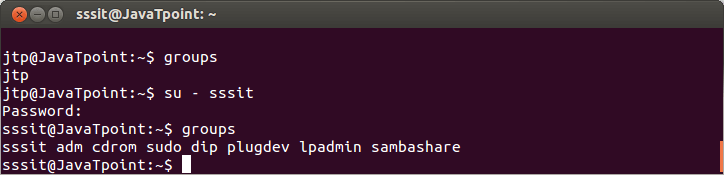 sssit@JavaTpoint: ~
jtp@JavaTpoint:~$ groups
jtp
jtp@JavaTpoint:~$ su - sssit
Password:
sssit@JavaTpoint:~$ groups
sssit adm cdrom sudo dip plugdev lpadmin sambashare
sssit@JavaTpoint:~$